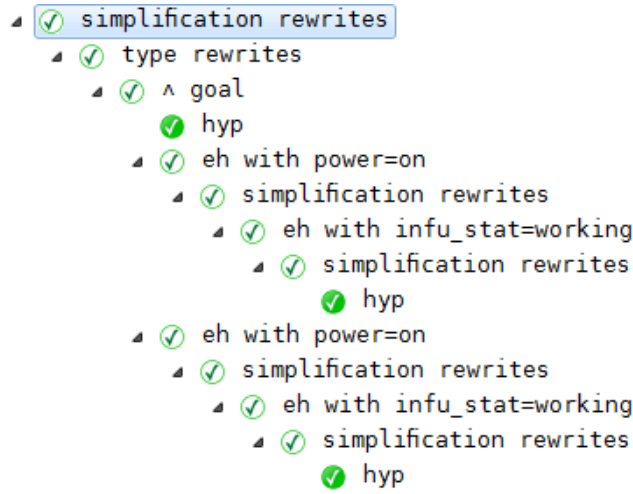 simplification rewrites
type rewrites
∧ goal
hyp
eh with power=on
simplification rewrites
eh with infu_stat=working
simplification rewrites
hyp
eh with power=on
simplification rewrites
eh with infu_stat=working
simplification rewrites
hyp